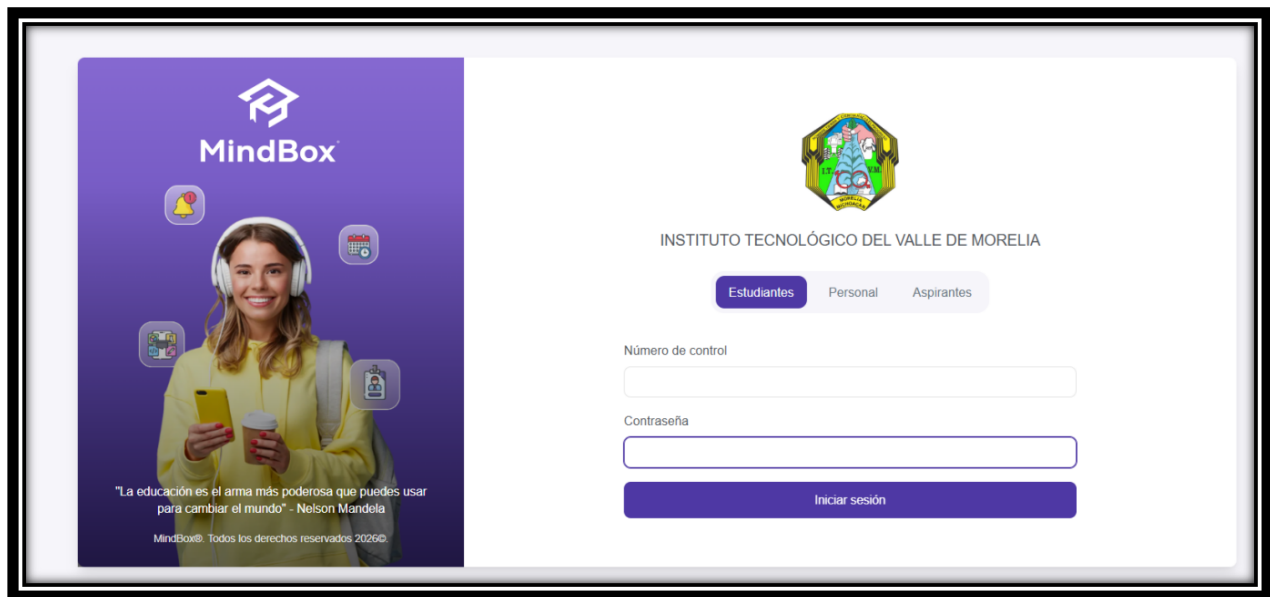 MindBox
"La educación es el arma más poderosa que puedes usar
para cambiar el mundo" - Nelson Mandela
MindBox®. Todos los derechos reservados 2026©.
I.T.
V.M.
MORELIA
INSTITUTO TECNOLÓGICO DEL VALLE DE MORELIA
Estudiantes Personal Aspirantes
Número de control
Contraseña
Iniciar sesión